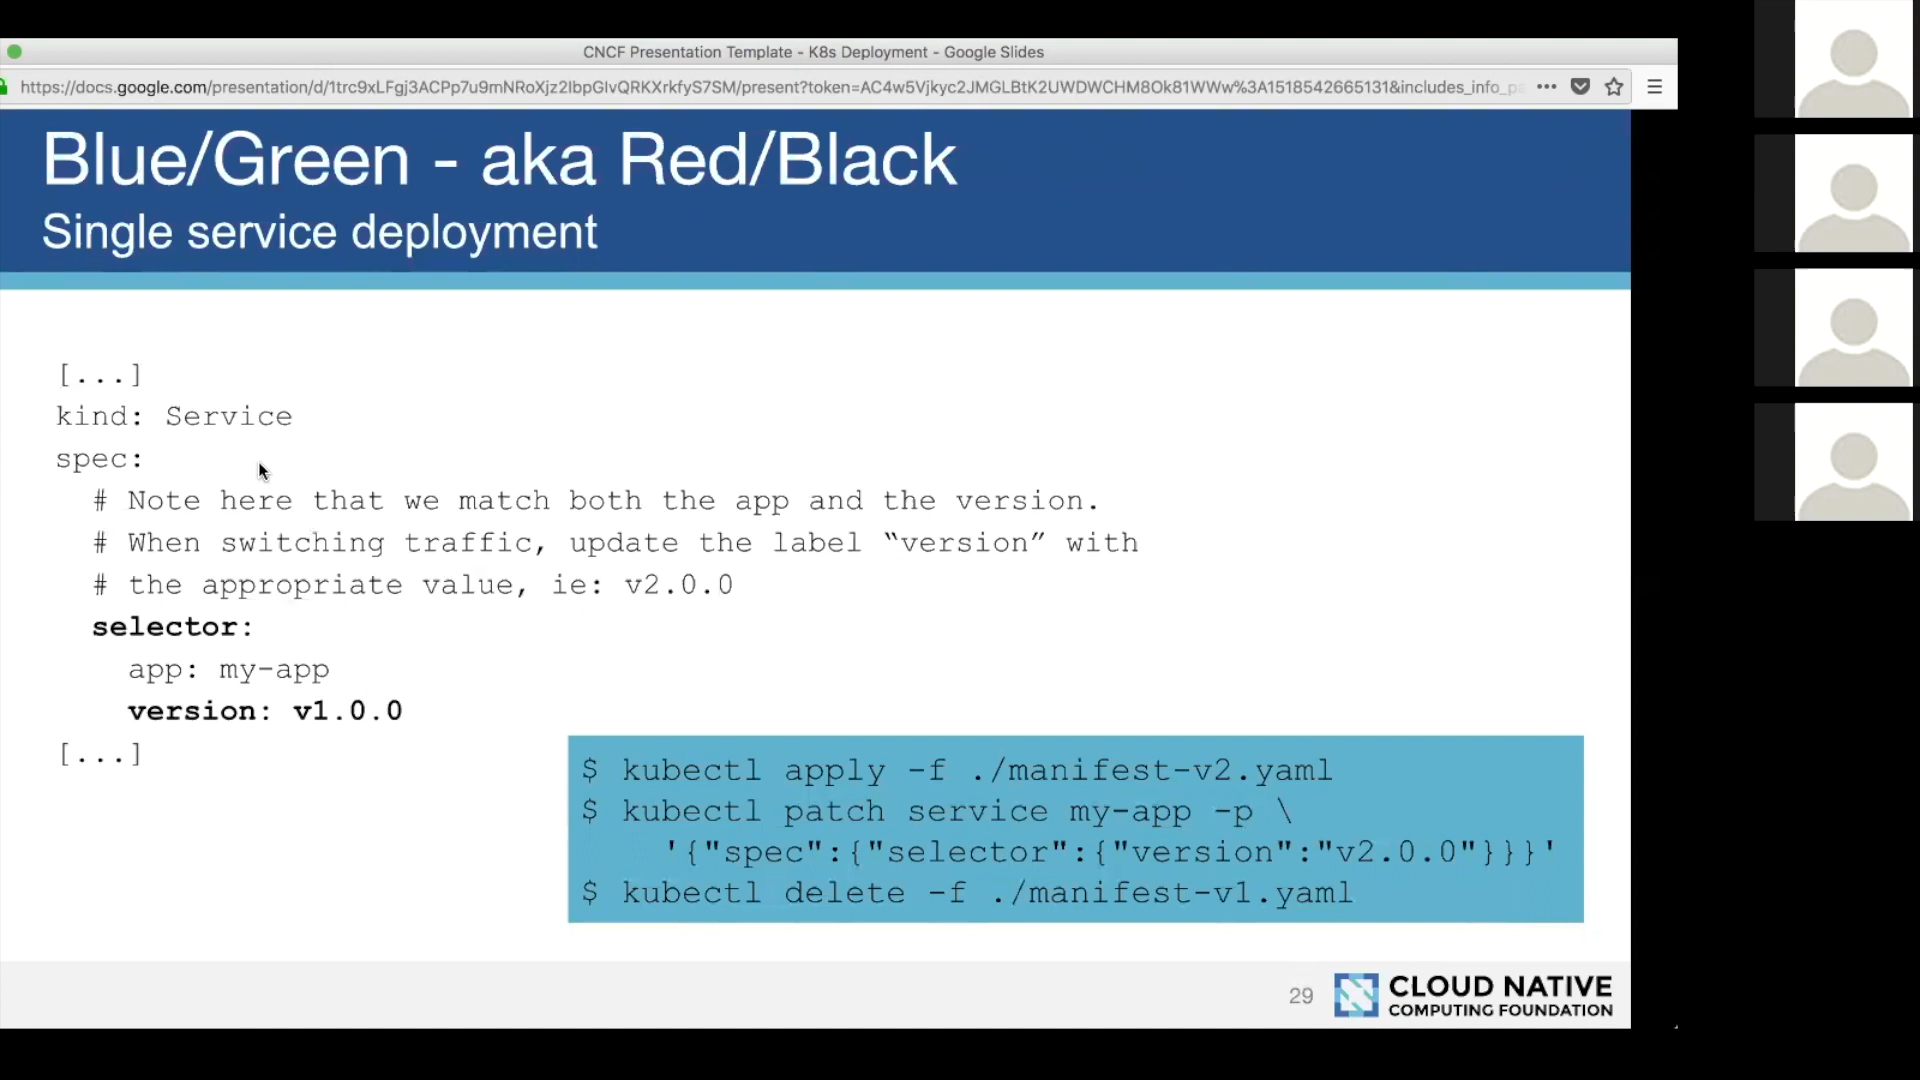 CNCF Presentation Template - K8s Deployment - Google Slides
Blue/Green - aka Red/Black
Single service deployment
[...]
kind: Service
spec:
# Note here that we match both the app and the version.
# When switching traffic, update the label “version” with
# the appropriate value, ie: v2.0.0
selector:
app: my-app
version: v1.0.0
[...]
$ kubectl apply -f ./manifest-v2.yaml
$ kubectl patch service my-app -p \
'{"spec":{"selector":{"version":"v2.0.0"}}}'
$ kubectl delete -f ./manifest-v1.yaml
29
CLOUD NATIVE
COMPUTING FOUNDATION